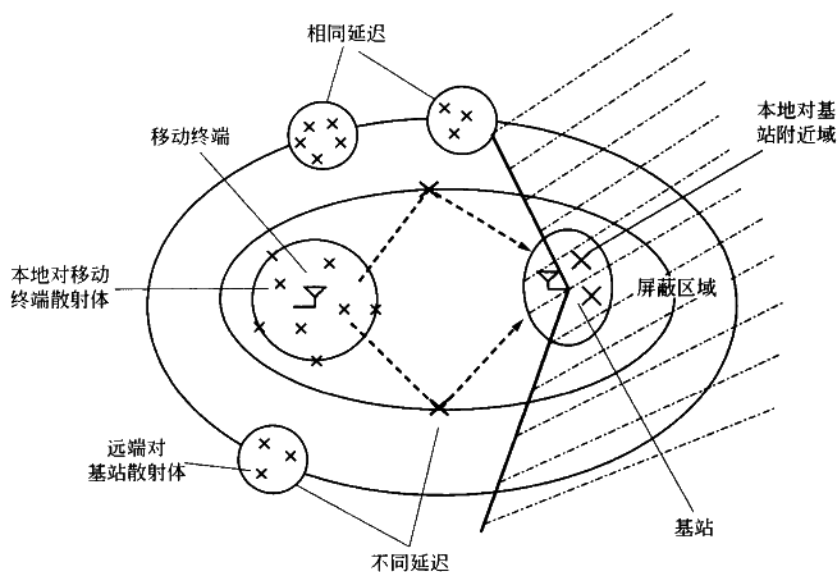 相同延迟
移动终端
本地对基
站附近域
本地对移动
终端散射体
屏蔽区域
远端对
基站散射体
基站
不同延迟